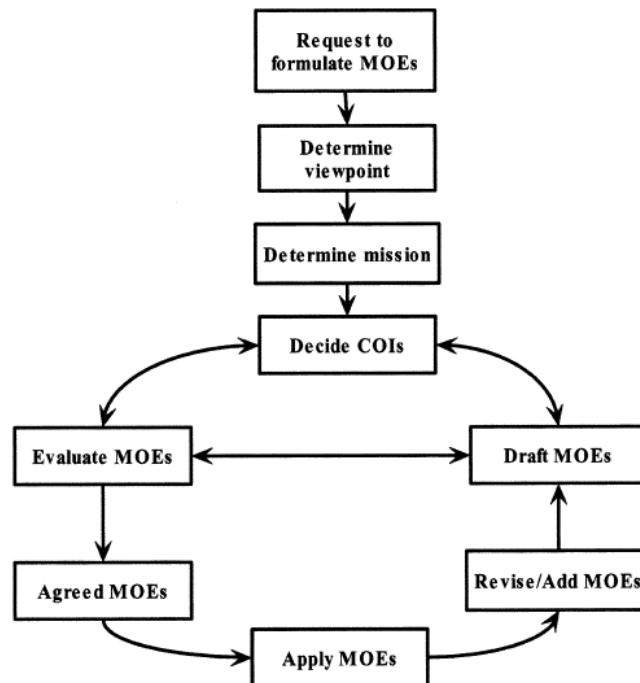 Request to
formulate MOEs
Determine
viewpoint
Determine mission
Decide COIs
Evaluate MOEs
Draft MOEs
Agreed MOEs
Revise/Add MOEs
Apply MOEs